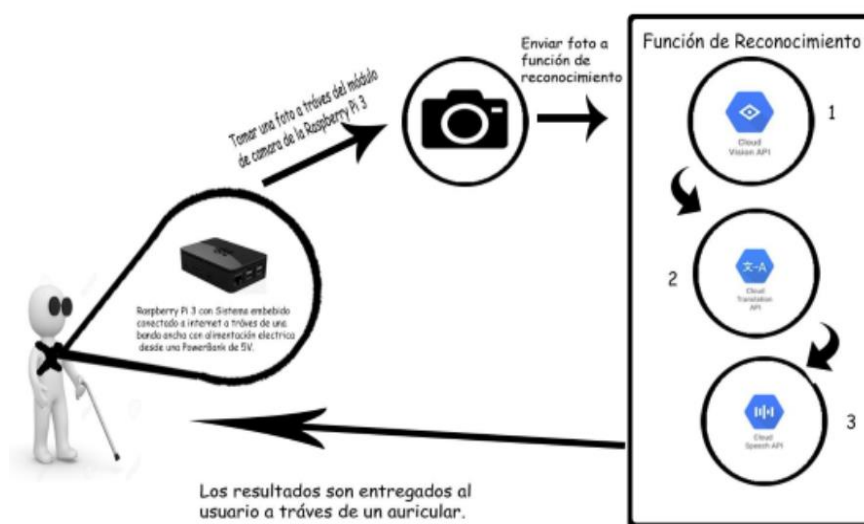 Enviar foto a
función de
reconocimiento
Tomar una foto a tráves del módulo
de camara de la Raspberry Pi 3
Función de Reconocimiento
1
Cloud
Vision API
2
文A
Cloud
Translation
API
3
Cloud
Speech API
Raspberry Pi 3 con Sistema embebido
conectado a internet a tráves de una
banda ancha con alimentación electrica
desde una PowerBank de 5V.
Los resultados son entregados al
usuario a tráves de un auricular.